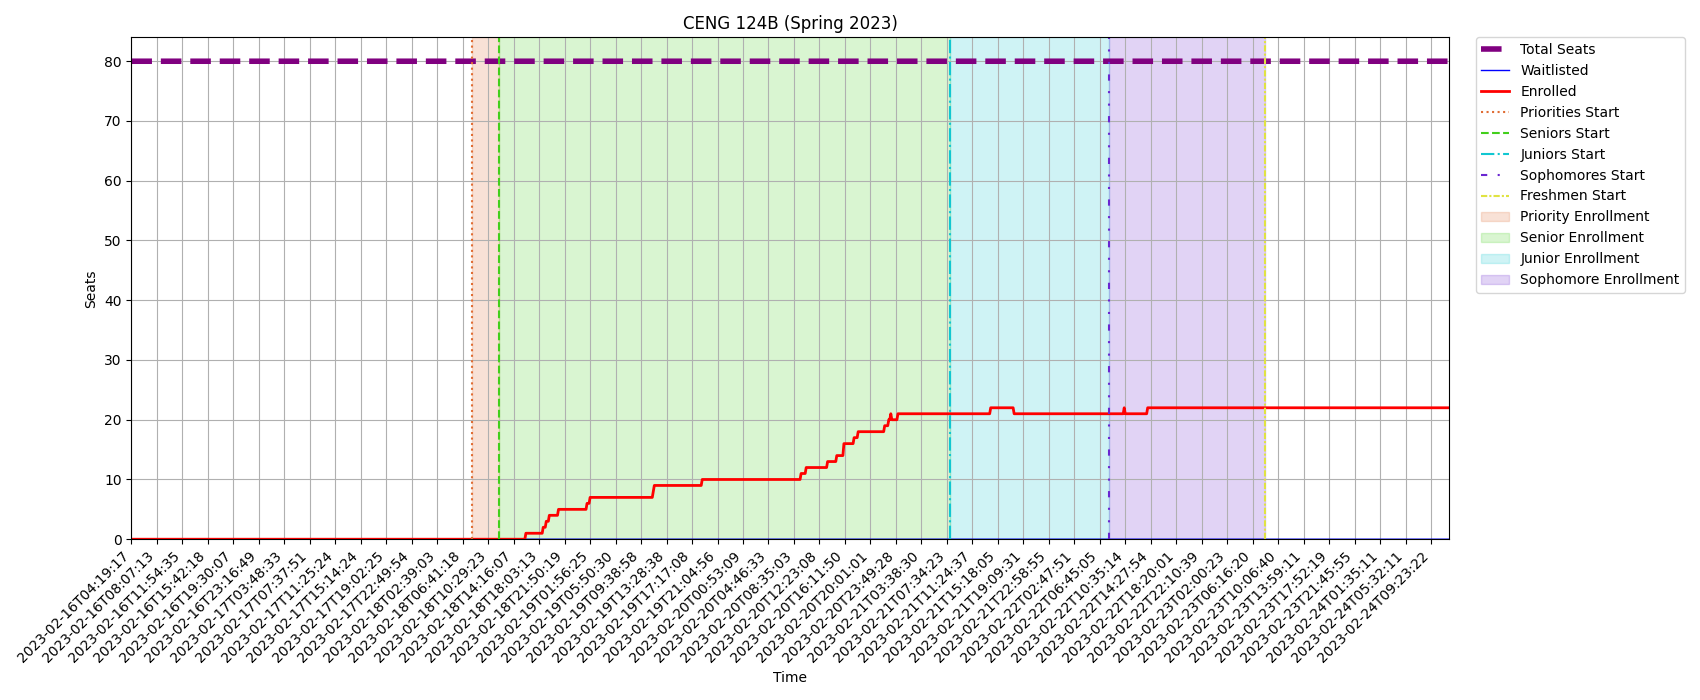 CENG 124B (Spring 2023)
Total Seats
Waitlisted
Enrolled
Priorities Start
Seniors Start
Juniors Start
Sophomores Start
Freshmen Start
Priority Enrollment
Senior Enrollment
Junior Enrollment
Sophomore Enrollment
Seats
80
70
60
50
40
30
20
10
0
2023-02-16T04:19:17
2023-02-16T08:07:13
2023-02-16T11:54:35
2023-02-16T15:42:18
2023-02-16T19:30:07
2023-02-16T23:16:49
2023-02-17T03:48:33
2023-02-17T07:37:51
2023-02-17T11:25:24
2023-02-17T15:14:24
2023-02-17T19:02:25
2023-02-17T22:49:54
2023-02-18T02:39:03
2023-02-18T06:41:18
2023-02-18T10:29:23
2023-02-18T14:16:07
2023-02-18T18:03:13
2023-02-18T21:50:19
2023-02-19T01:56:25
2023-02-19T05:50:30
2023-02-19T09:38:58
2023-02-19T13:28:38
2023-02-19T17:17:08
2023-02-19T21:04:56
2023-02-20T00:53:09
2023-02-20T04:46:33
2023-02-20T08:35:03
2023-02-20T12:23:08
2023-02-20T16:11:50
2023-02-20T20:01:01
2023-02-20T23:49:28
2023-02-21T03:38:30
2023-02-21T07:34:23
2023-02-21T11:24:37
2023-02-21T15:18:05
2023-02-21T19:09:31
2023-02-21T22:58:55
2023-02-22T02:47:51
2023-02-22T06:45:05
2023-02-22T10:35:14
2023-02-22T14:27:54
2023-02-22T18:20:01
2023-02-22T22:10:39
2023-02-23T02:00:23
2023-02-23T06:16:20
2023-02-23T10:06:40
2023-02-23T13:59:11
2023-02-23T17:52:19
2023-02-23T21:45:55
2023-02-24T01:35:11
2023-02-24T05:32:11
2023-02-24T09:23:22
Time